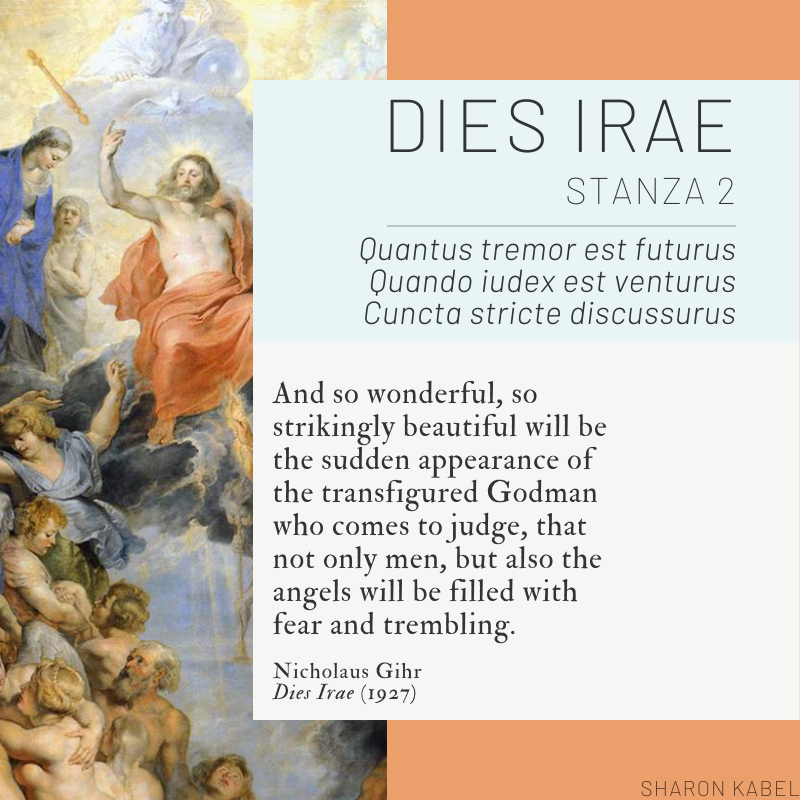 DIES IRAE
STANZA 2
Quantus tremor est futurus
Quando iudex est venturus
Cuncta stricte discussurus
And so wonderful, so
strikingly beautiful will be
the sudden appearance of
the transfigured Godman
who comes to judge, that
not only men, but also the
angels will be filled with
fear and trembling.
Nicholaus Gihr
Dies Irae (1927)
SHARON KABEL